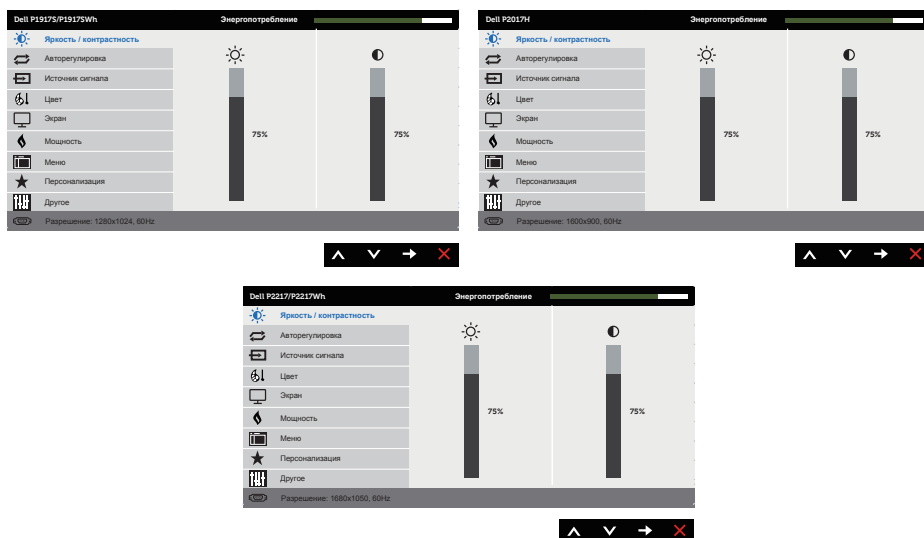 Dell P1917S/P1917SWh Энергопотребление
Яркость / контрастность
Авторегулировка
Источник сигнала
Цвет
Экран
Мощность
Меню
Персонализация
Другое
75% 75%
Разрешение: 1280x1024, 60Hz
Dell P2017H Энергопотребление
Яркость / контрастность
Авторегулировка
Источник сигнала
Цвет
Экран
Мощность
Меню
Персонализация
Другое
75% 75%
Разрешение: 1600x900, 60Hz
Dell P2217/P2217Wh Энергопотребление
Яркость / контрастность
Авторегулировка
Источник сигнала
Цвет
Экран
Мощность
Меню
Персонализация
Другое
75% 75%
Разрешение: 1680x1050, 60Hz